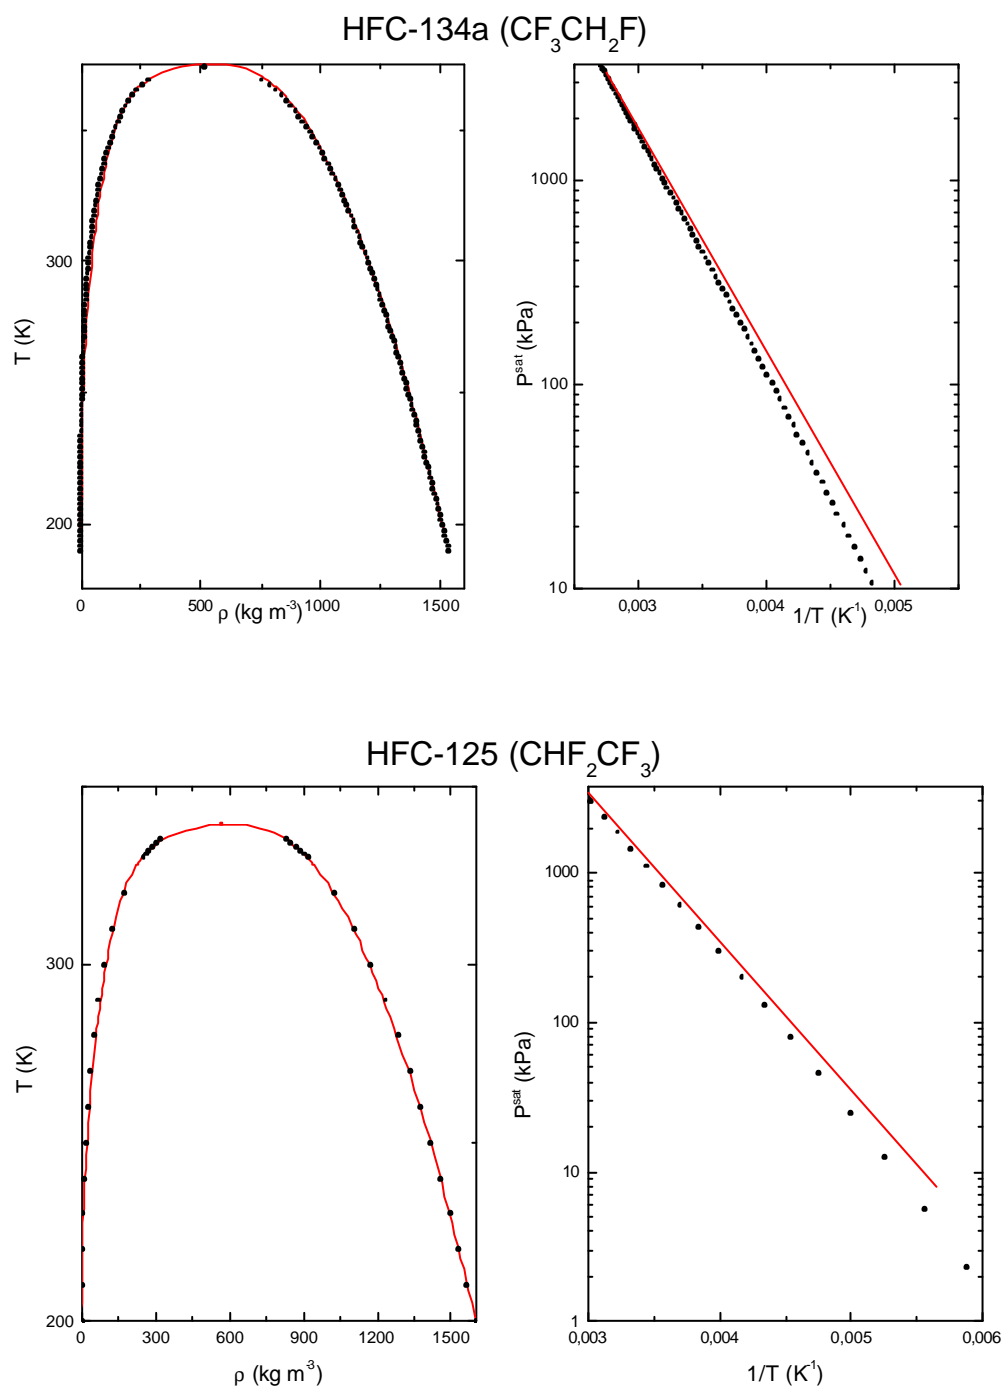 HFC-134a (CF₃CH₂F)
T (K)
300
200
0 500 1000 1500
ρ (kg m⁻³)
Pˢᵃᵗ (kPa)
1000
100
10
0,003 0,004 0,005
1/T (K⁻¹)
HFC-125 (CHF₂CF₃)
T (K)
300
200
0 300 600 900 1200 1500
ρ (kg m⁻³)
Pˢᵃᵗ (kPa)
1000
100
10
1
0,003 0,004 0,005 0,006
1/T (K⁻¹)